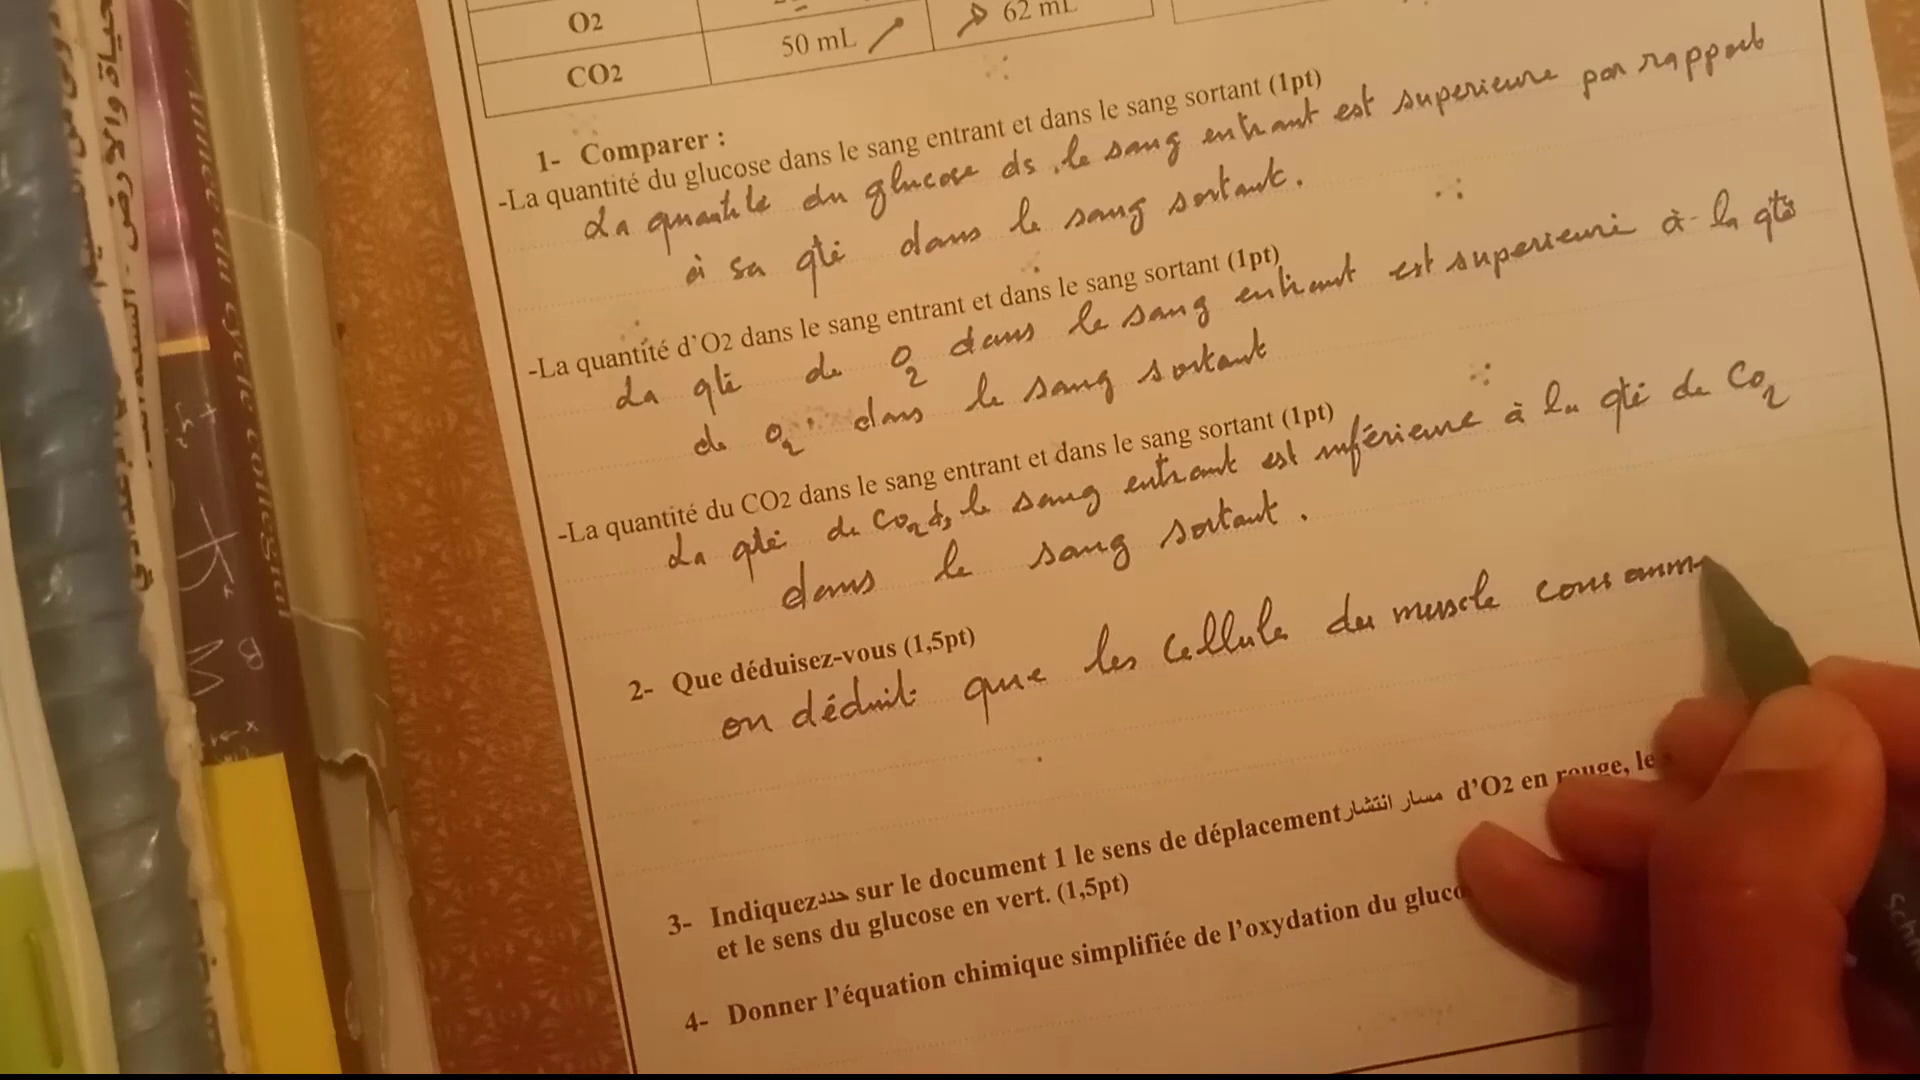 O2
62 mL
CO2
50 mL
1- Comparer :
-La quantité du glucose dans le sang entrant et dans le sang sortant (1pt)
La quantité du glucose ds le sang entrant est superieure par rapport
à sa qté dans le sang sortant.
-La quantité d'O2 dans le sang entrant et dans le sang sortant (1pt)
La qté de O2 dans le sang entrant est superieure à la qté
de O2 dans le sang sortant
-La quantité du CO2 dans le sang entrant et dans le sang sortant (1pt)
La qté de CO2 ds le sang entrant est inférieure à la qté de CO2
dans le sang sortant.
2- Que déduisez-vous (1,5pt)
on déduit que les cellules du muscle consomme
3- Indiquez حدد sur le document 1 le sens de déplacement مسار انتشار d'O2 en rouge, le
et le sens du glucose en vert. (1,5pt)
4- Donner l'équation chimique simplifiée de l'oxydation du gluco
année du cycle collégial